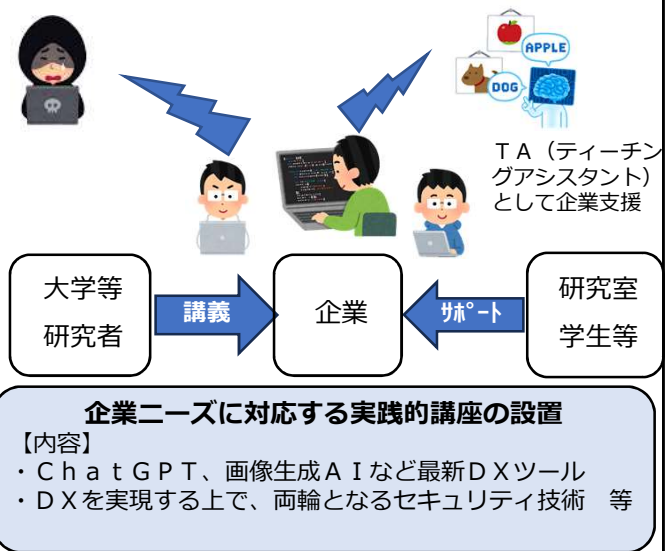 APPLE
DOG
ＴＡ（ティーチン
グアシスタント）
として企業支援
大学等
研究者
講義
企業
ｻﾎﾟｰﾄ
研究室
学生等
企業ニーズに対応する実践的講座の設置
【内容】
・ＣｈａｔＧＰＴ、画像生成ＡＩなど最新ＤＸツール
・ＤＸを実現する上で、両輪となるセキュリティ技術　等